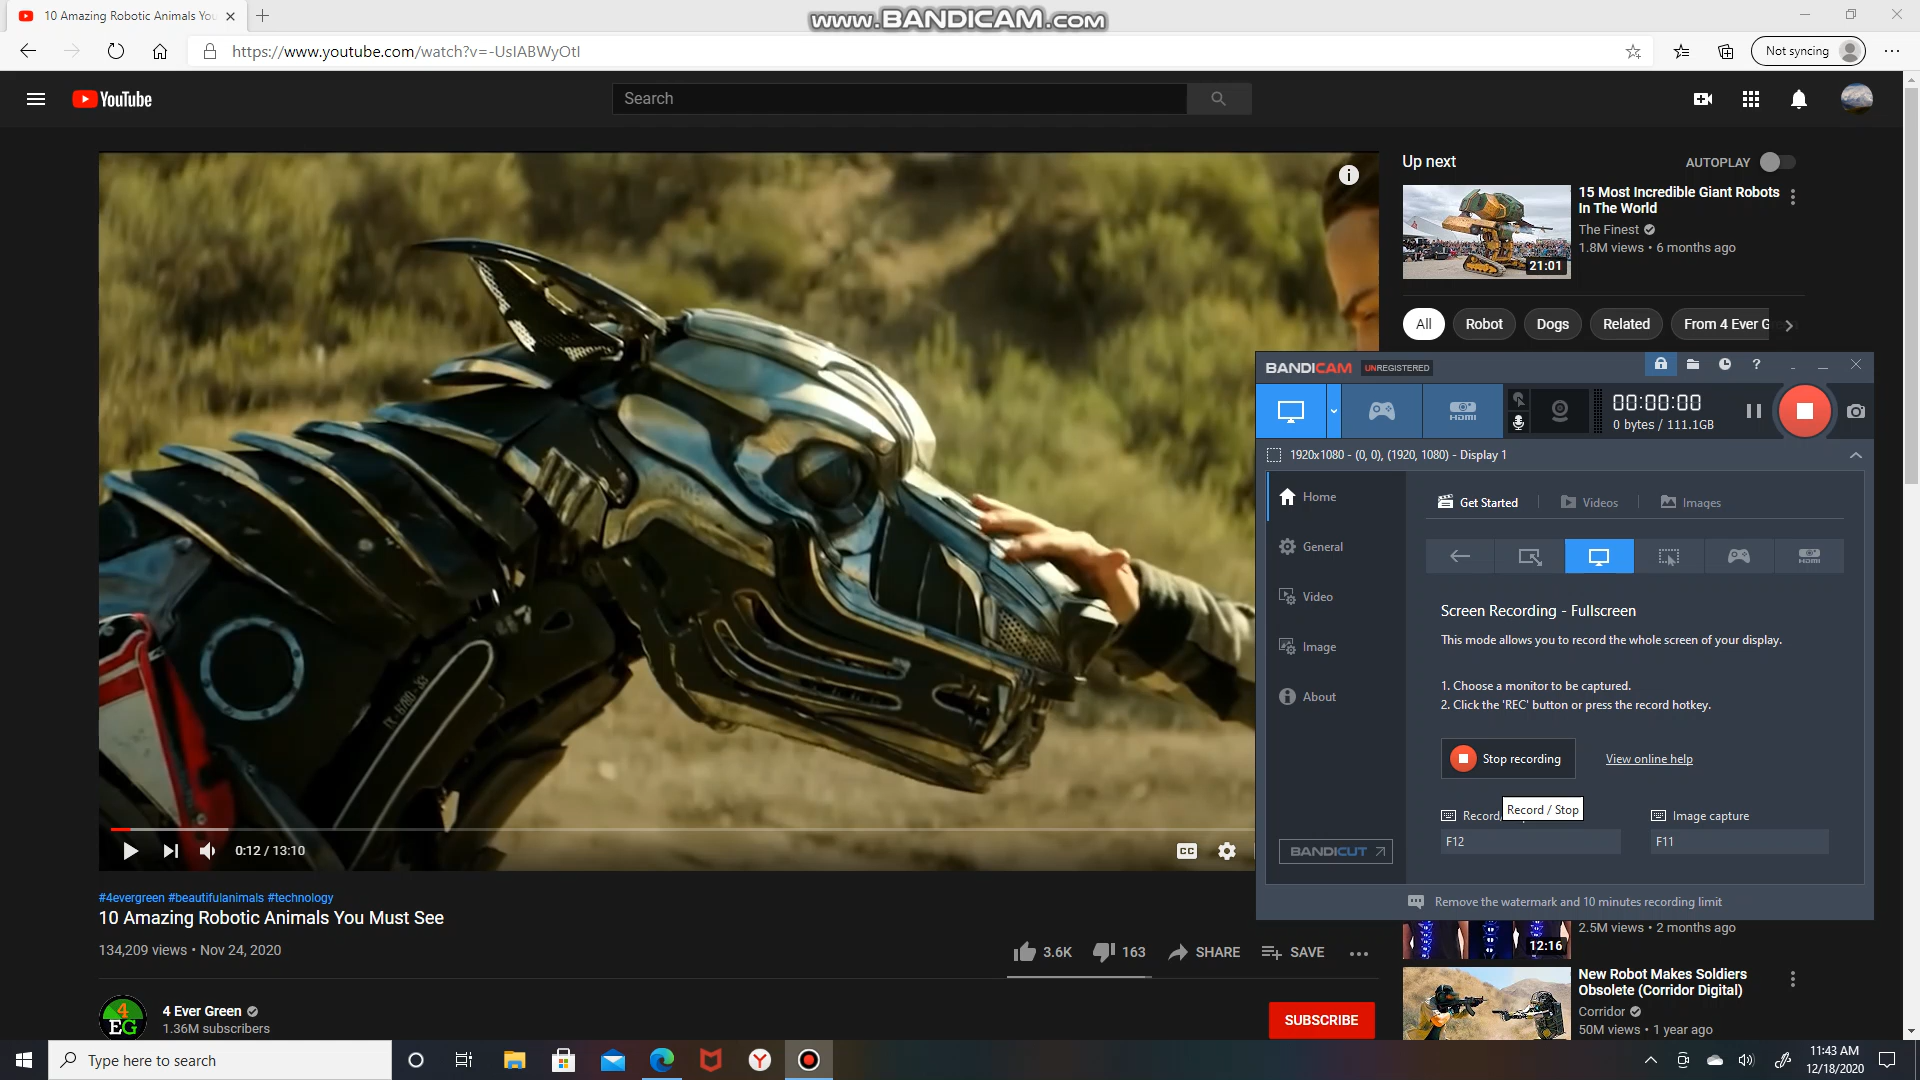 10 Amazing Robotic Animals You
www.BANDICAM.com
https://www.youtube.com/watch?v=-UsIABWyOtI
Not syncing
YouTube
Search
Up next
AUTOPLAY
15 Most Incredible Giant Robots
In The World
The Finest
1.8M views • 6 months ago
21:01
All
Robot
Dogs
Related
From 4 Ever G
BANDICAM
UNREGISTERED
HDMI
00:00:00
0 bytes / 111.1GB
1920x1080 - (0, 0), (1920, 1080) - Display 1
Home
General
Video
Image
About
Get Started
Videos
Images
HDMI
Screen Recording - Fullscreen
This mode allows you to record the whole screen of your display.
1. Choose a monitor to be captured.
2. Click the 'REC' button or press the record hotkey.
Stop recording
View online help
Record/
Record / Stop
Image capture
F12
F11
BANDICUT
Remove the watermark and 10 minutes recording limit
0:12 / 13:10
CC
#4evergreen #beautifulanimals #technology
10 Amazing Robotic Animals You Must See
134,209 views • Nov 24, 2020
3.6K
163
SHARE
SAVE
4
EG
4 Ever Green
1.36M subscribers
SUBSCRIBE
2.5M views • 2 months ago
12:16
New Robot Makes Soldiers
Obsolete (Corridor Digital)
Corridor
50M views • 1 year ago
Type here to search
11:43 AM
12/18/2020